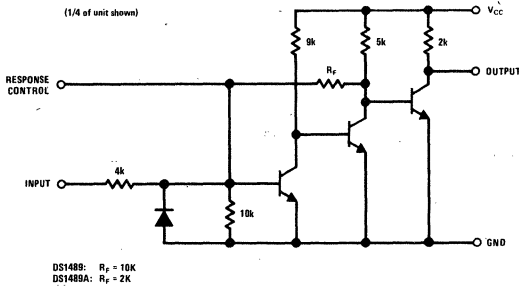 (1/4 of unit shown)
VCC
9k
5k
2k
RF
RESPONSE
CONTROL
OUTPUT
4k
INPUT
10k
GND
DS1489: RF = 10K
DS1489A: RF = 2K